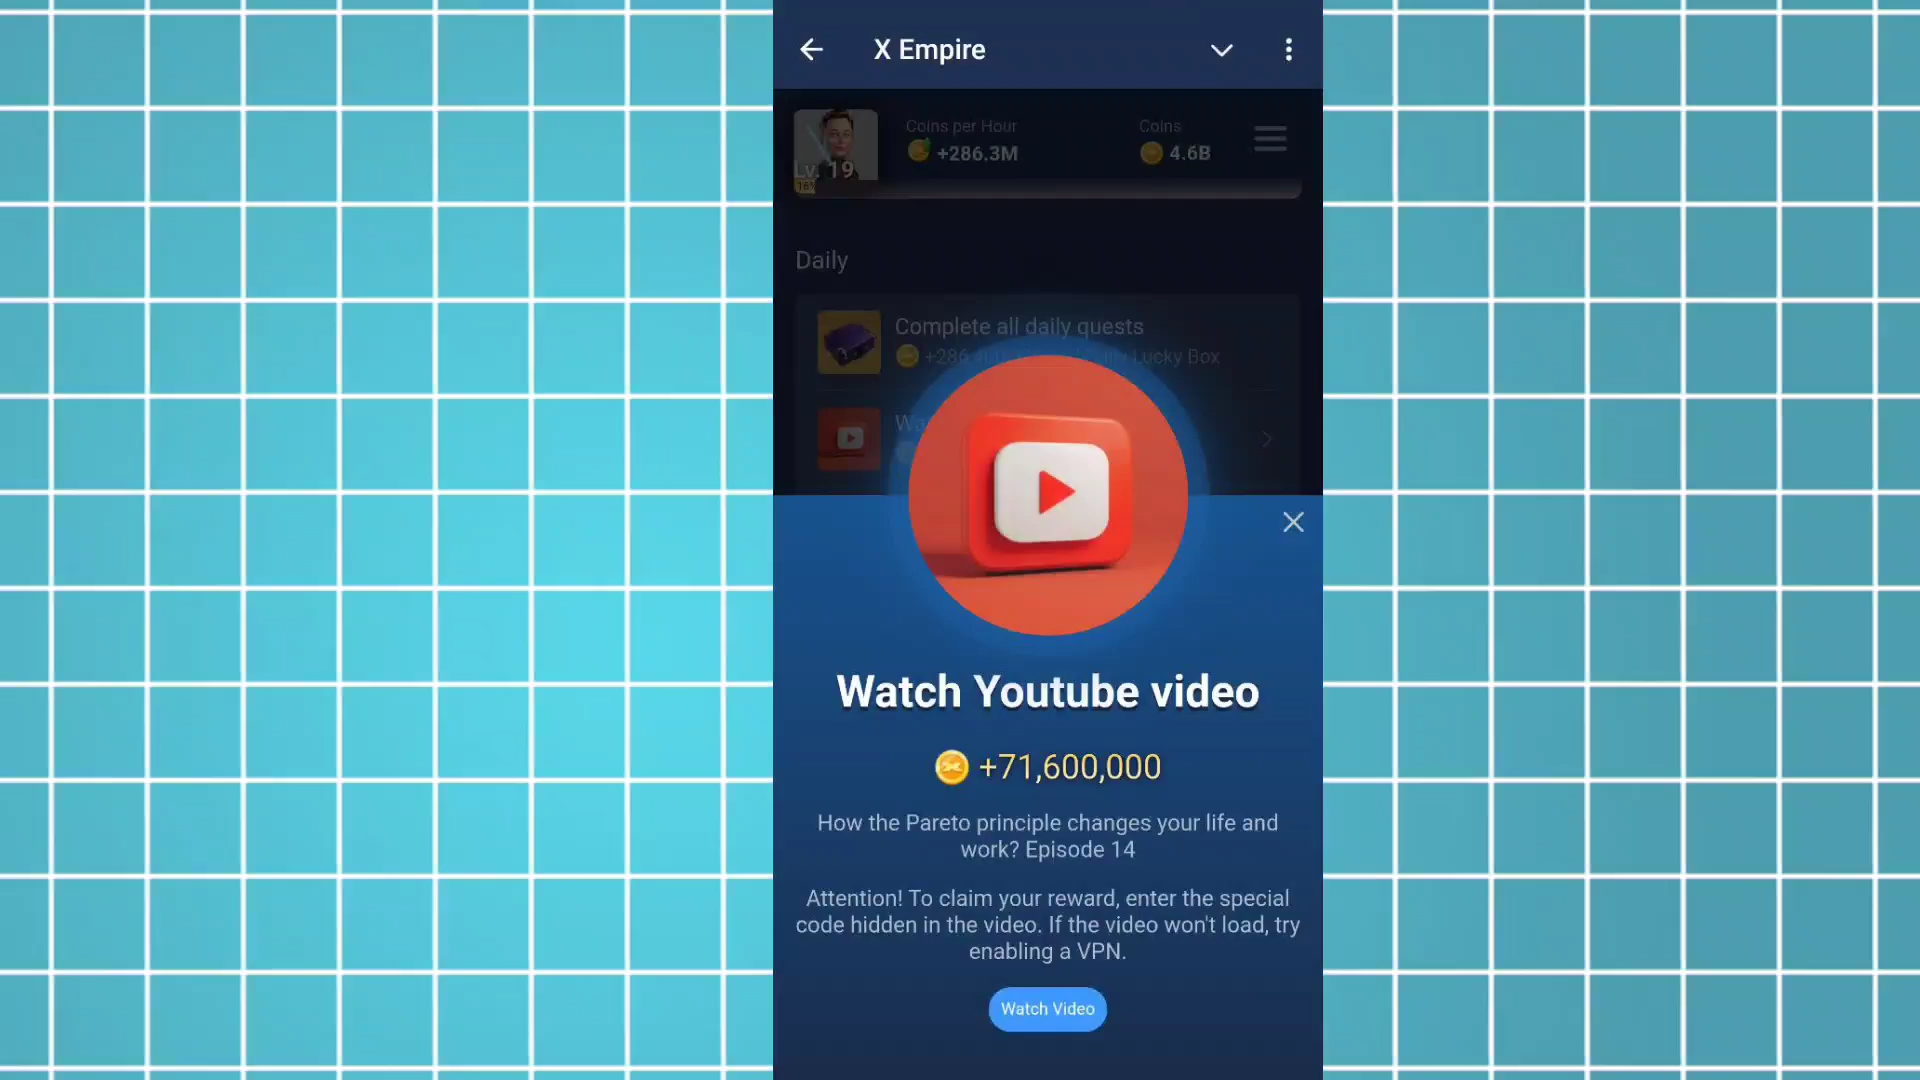 X Empire
Coins per Hour
+286.3M
Coins
4.6B
Lv. 19
16%
Daily
Complete all daily quests
+286
Lucky Box
Watch Youtube video
+71,600,000
How the Pareto principle changes your life and
work? Episode 14
Attention! To claim your reward, enter the special
code hidden in the video. If the video won't load, try
enabling a VPN.
Watch Video